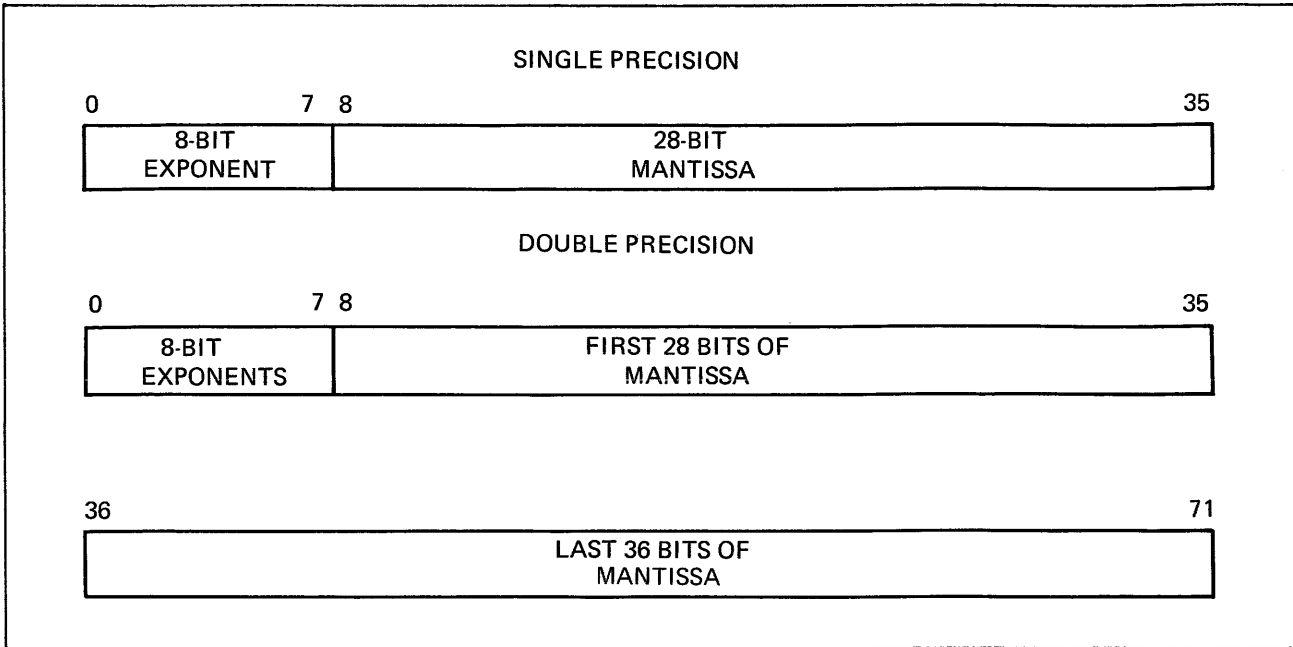 SINGLE PRECISION
0 7 8 35
8-BIT 28-BIT
EXPONENT MANTISSA
DOUBLE PRECISION
0 7 8 35
8-BIT FIRST 28 BITS OF
EXPONENTS MANTISSA
36 71
LAST 36 BITS OF
MANTISSA